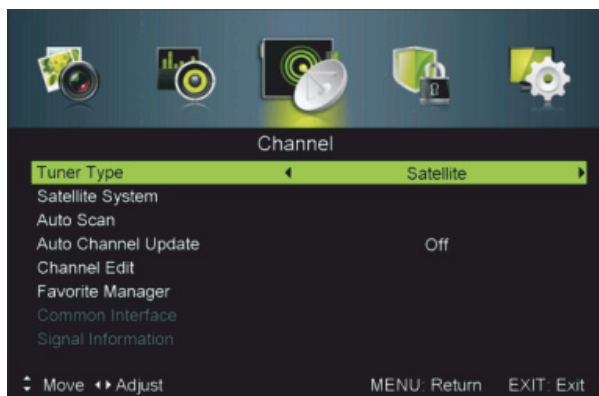 Channel
Tuner Type Satellite
Satellite System
Auto Scan
Auto Channel Update Off
Channel Edit
Favorite Manager
Common Interface
Signal Information
Move Adjust MENU: Return EXIT: Exit